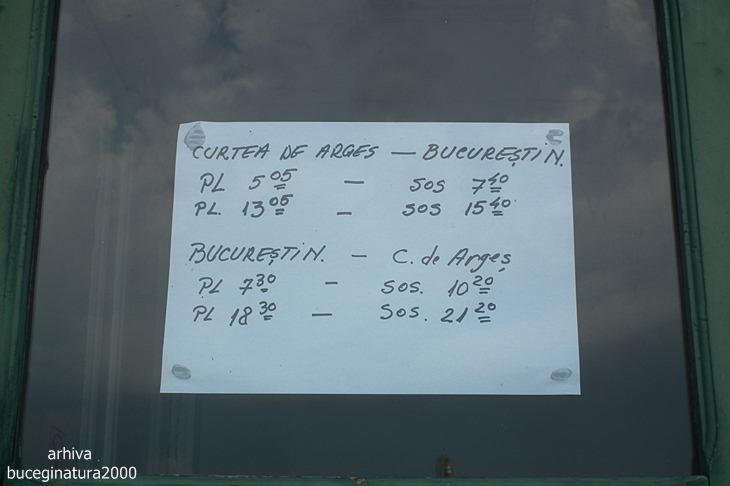 CURTEA DE ARGES — BUCUREȘTI N.
PL 5 05 — SOS 7 40
PL. 13 05 — SOS 15 40
BUCUREȘTI N. — C. de Argeș
PL 7 30 — SOS. 10 20
PL 18 30 — SOS. 21 20
arhiva
buceginatura2000